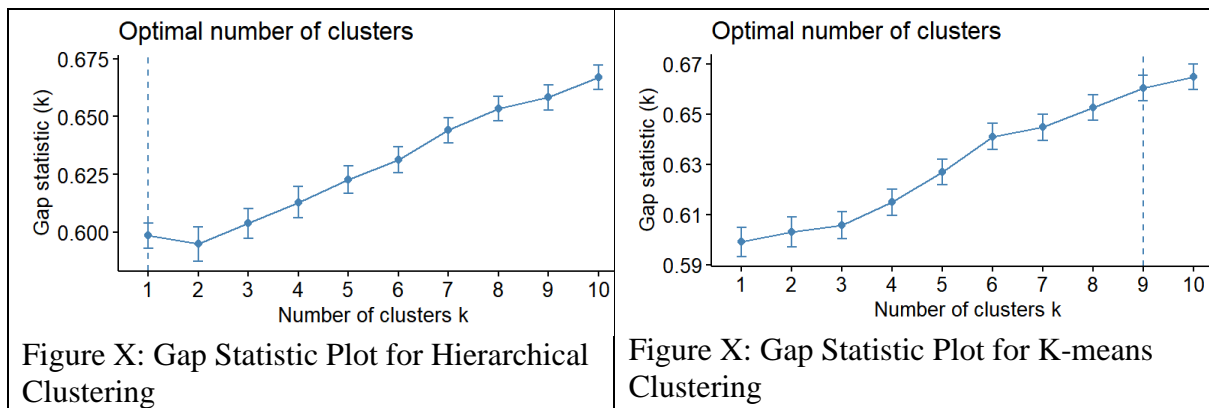 Optimal number of clusters
0.675
0.650
0.625
0.600
Gap statistic (k)
1 2 3 4 5 6 7 8 9 10
Number of clusters k
Figure X: Gap Statistic Plot for Hierarchical
Clustering
Optimal number of clusters
0.67
0.65
0.63
0.61
0.59
Gap statistic (k)
1 2 3 4 5 6 7 8 9 10
Number of clusters k
Figure X: Gap Statistic Plot for K-means
Clustering